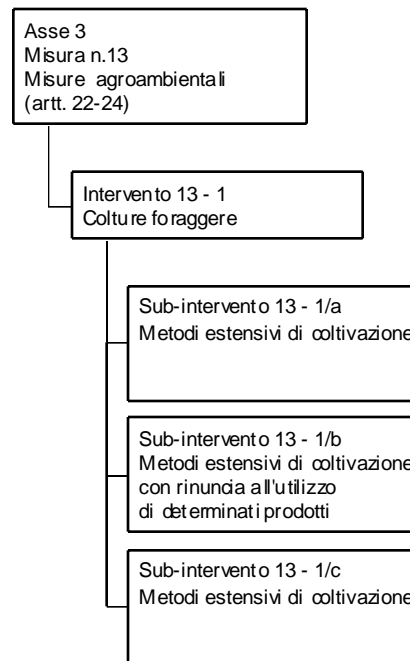 Asse 3
Misura n.13
Misure agroambientali
(artt. 22-24)
Intervento 13 - 1
Colture foraggere
Sub-intervento 13 - 1/a
Metodi estensivi di coltivazione
Sub-intervento 13 - 1/b
Metodi estensivi di coltivazione
con rinuncia all'utilizzo
di determinati prodotti
Sub-intervento 13 - 1/c
Metodi estensivi di coltivazione